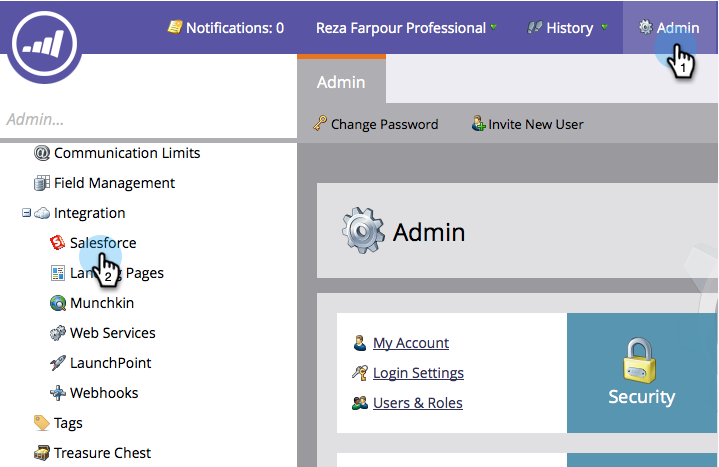 Notifications: 0 Reza Farpour Professional History Admin
1
Admin...
Admin
Change Password Invite New User
Communication Limits
Field Management
Integration
Salesforce
2
Landing Pages
Munchkin
Web Services
LaunchPoint
Webhooks
Tags
Treasure Chest
Admin
My Account
Login Settings
Users & Roles
Security